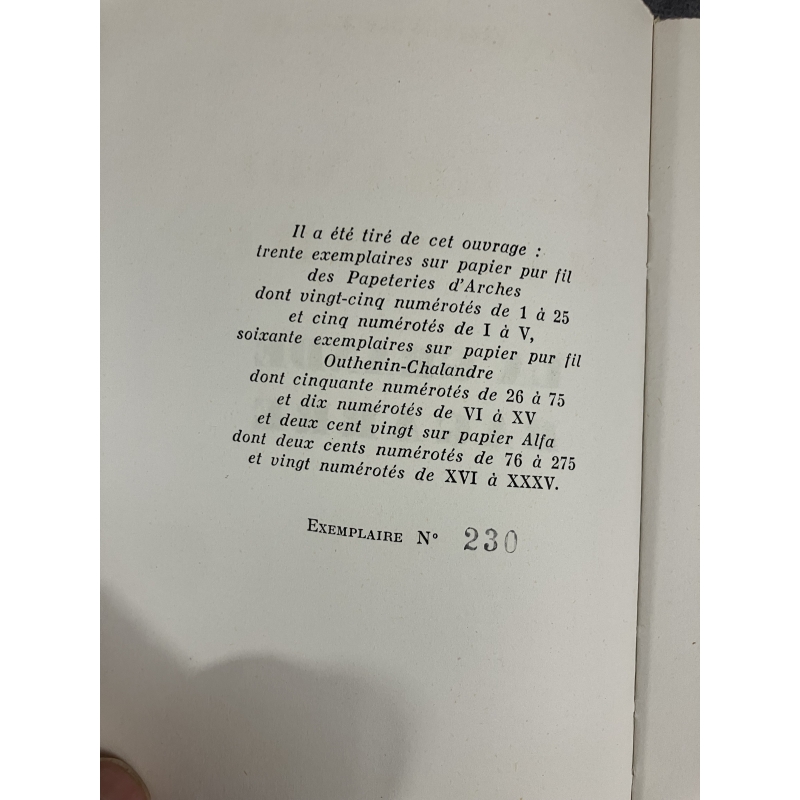 Il a été tiré de cet ouvrage :
trente exemplaires sur papier pur fil
des Papeteries d'Arches
dont vingt-cinq numérotés de 1 à 25
et cinq numérotés de I à V,
soixante exemplaires sur papier pur fil
Outhenin-Chalandre
dont cinquante numérotés de 26 à 75
et dix numérotés de VI à XV
et deux cent vingt sur papier Alfa
dont deux cents numérotés de 76 à 275
et vingt numérotés de XVI à XXXV.
EXEMPLAIRE N° 230